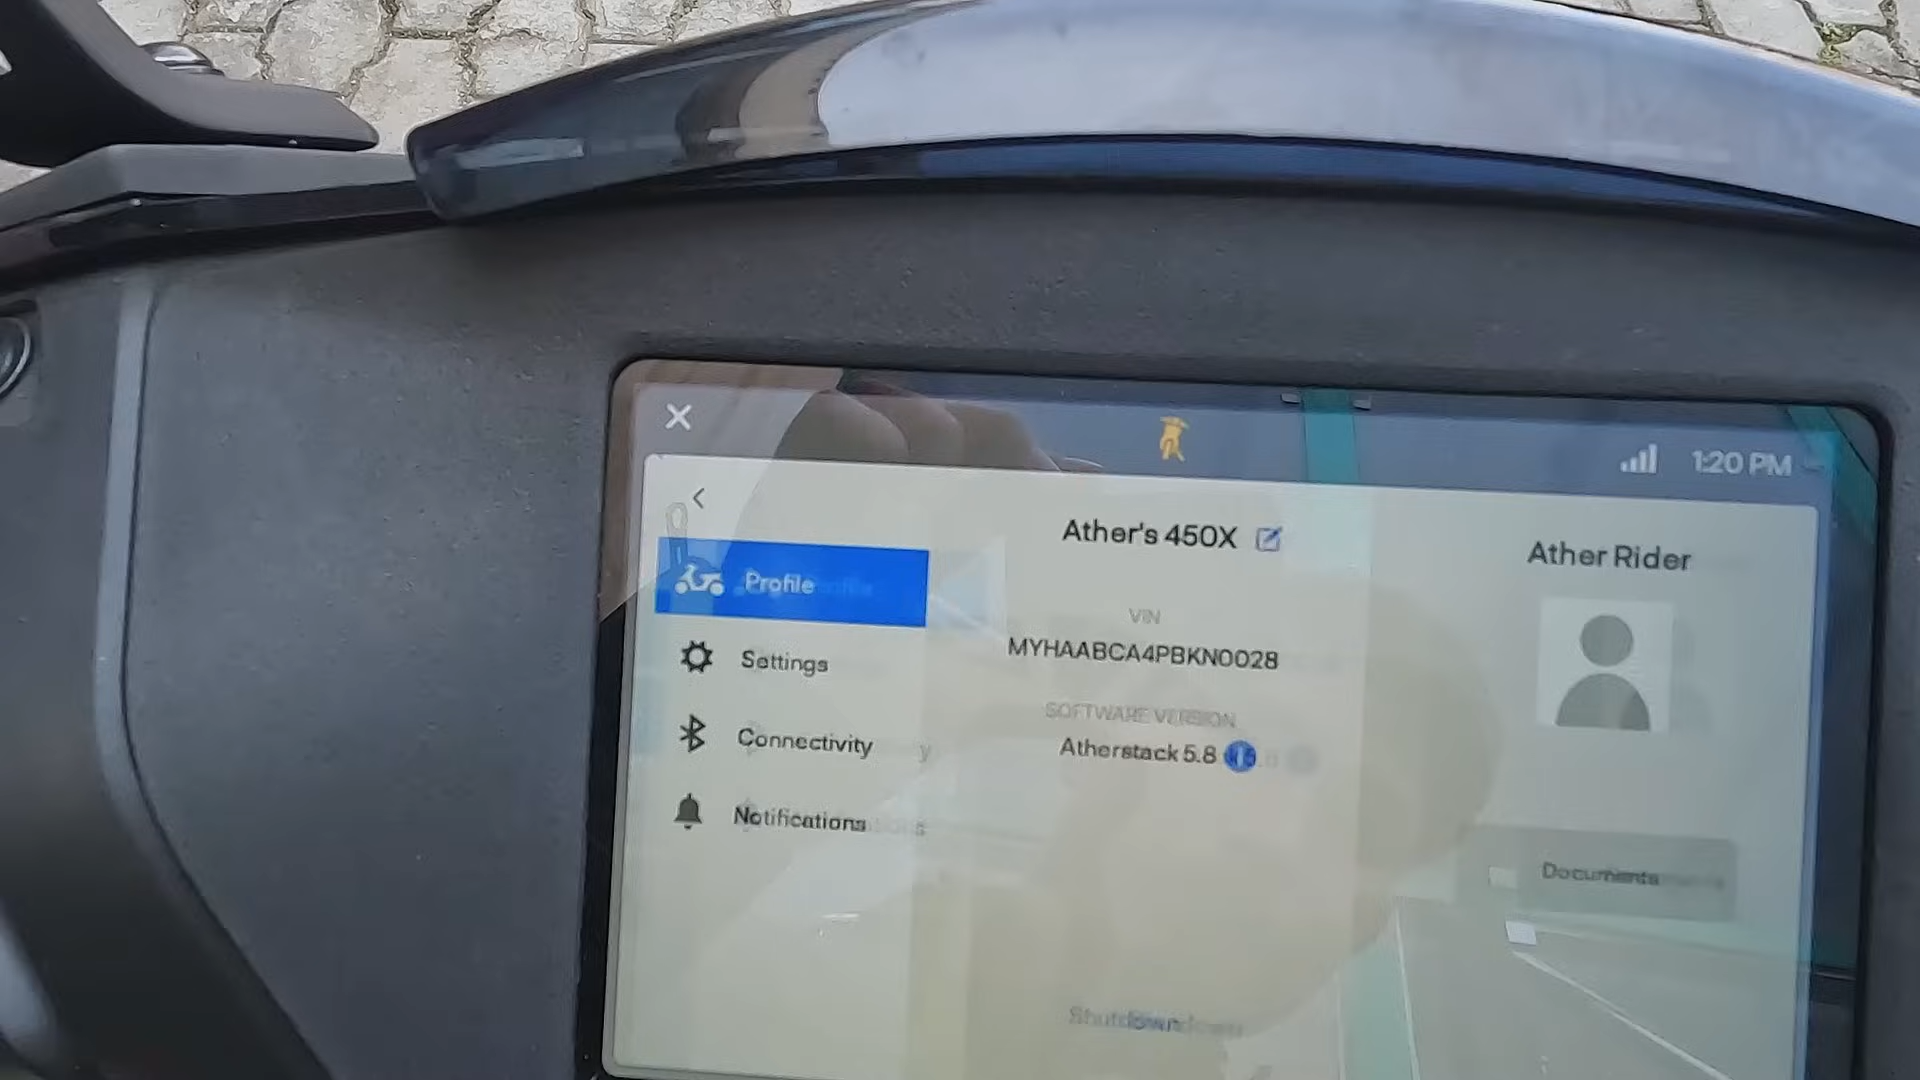 1:20 PM
Ather's 450X
Ather Rider
Profile
VIN
MYHAABCA4PBKN0028
Settings
SOFTWARE VERSION
Connectivity
Atherstack 5.8
Notifications
Documents
Shutdown